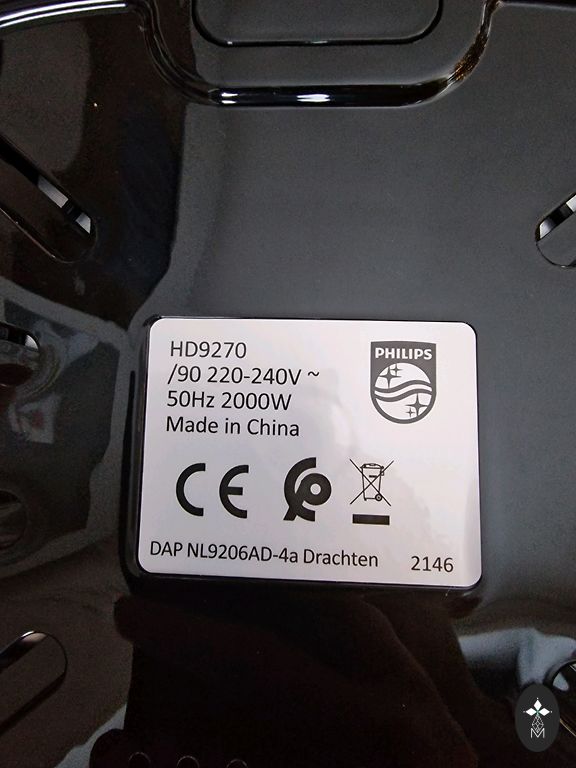 HD9270
/90 220-240V ~
50Hz 2000W
Made in China
PHILIPS
CE
DAP NL9206AD-4a Drachten 2146
M